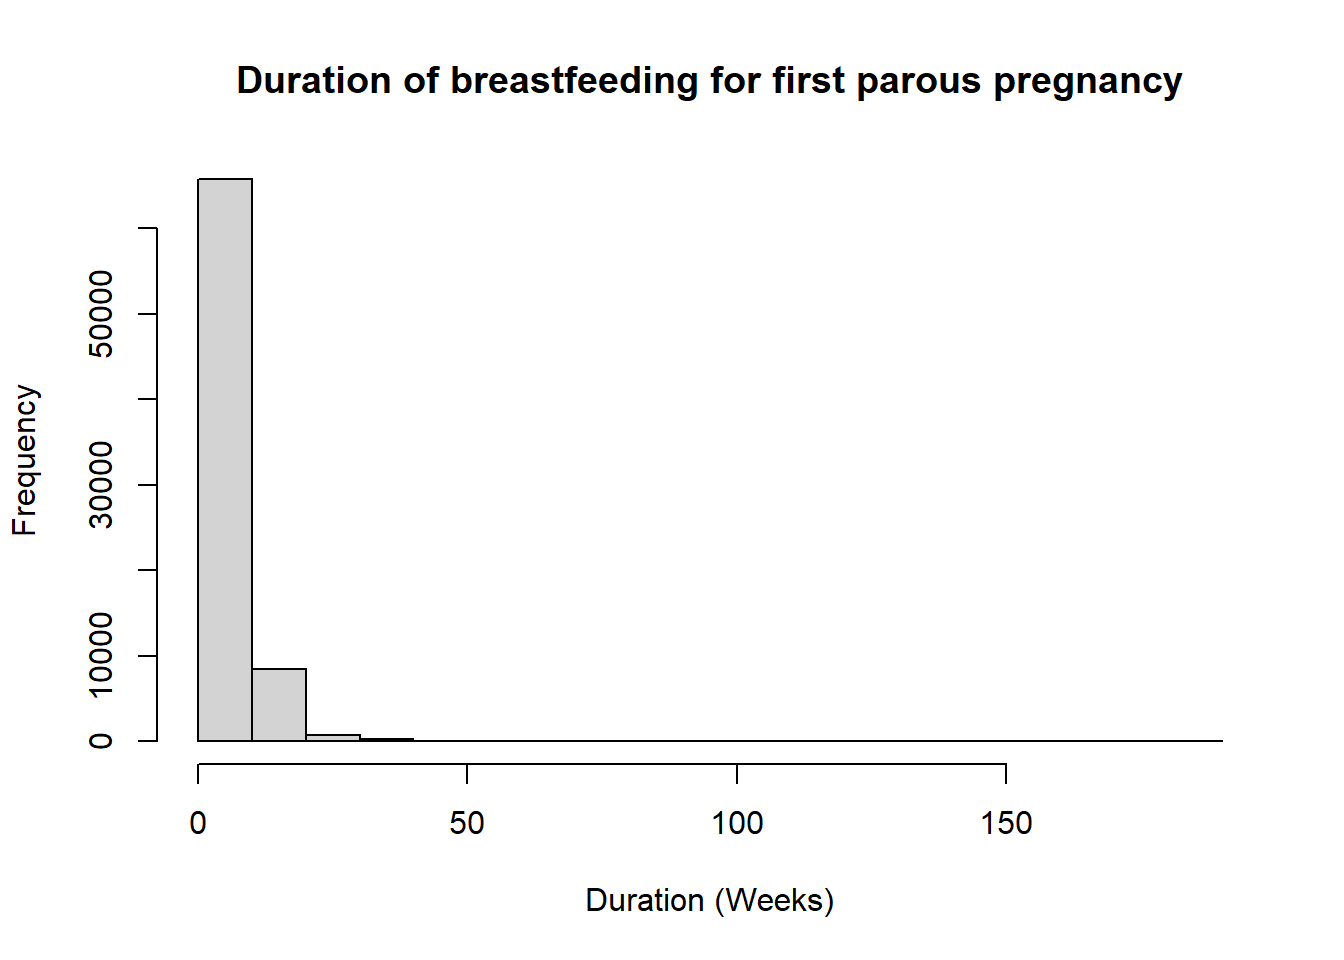 Duration of breastfeeding for first parous pregnancy
Frequency
50000
30000
10000
0
0 50 100 150
Duration (Weeks)